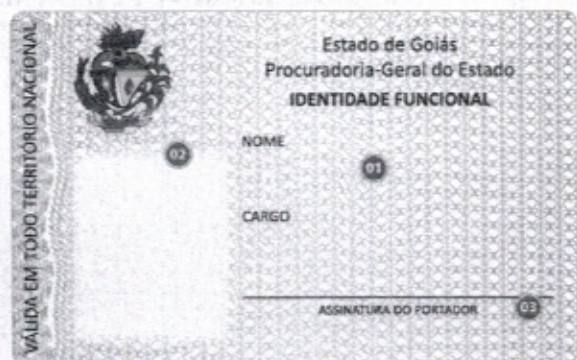 VÁLIDA EM TODO TERRITÓRIO NACIONAL
Estado de Goiás
Procuradoria-Geral do Estado
IDENTIDADE FUNCIONAL
02
NOME
01
CARGO
ASSINATURA DO PORTADOR
03